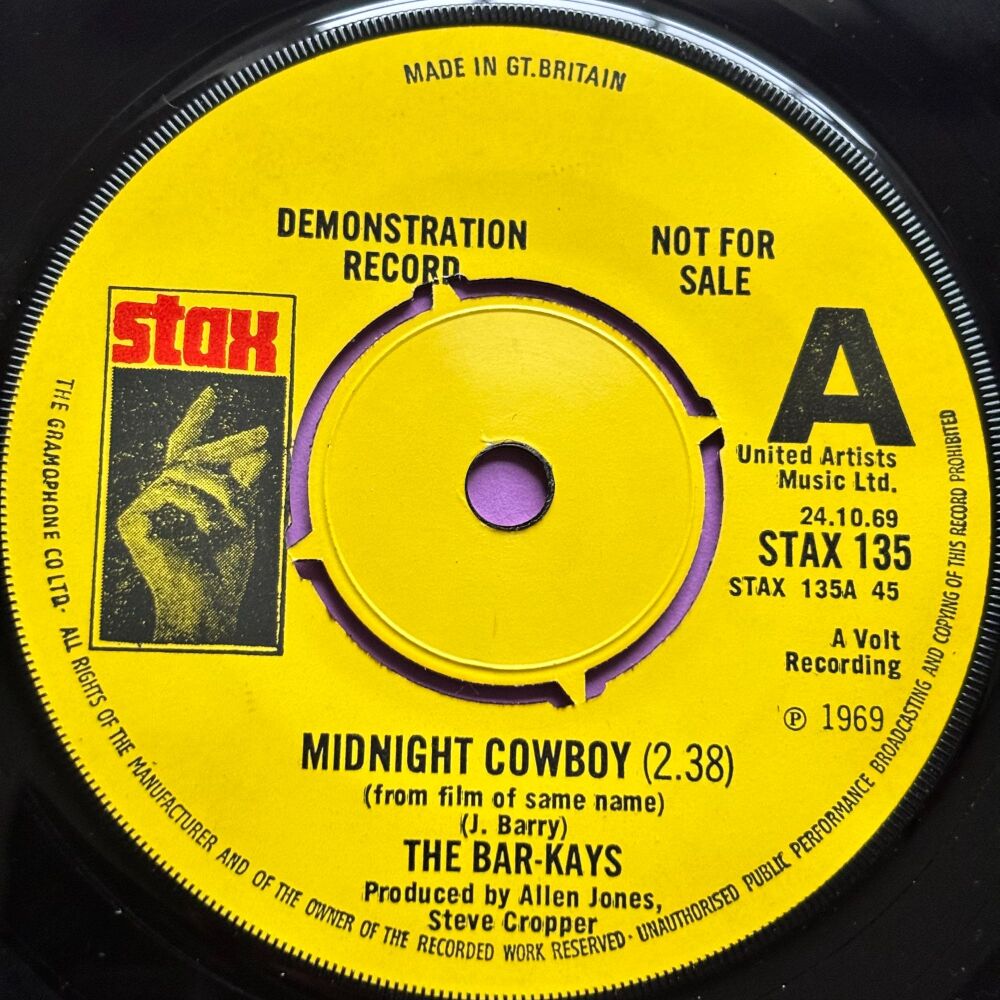 MADE IN GT.BRITAIN
DEMONSTRATION
RECORD
NOT FOR
SALE
stax
A
United Artists
Music Ltd.
24.10.69
STAX 135
STAX 135A 45
A Volt
Recording
℗ 1969
MIDNIGHT COWBOY (2.38)
(from film of same name)
(J. Barry)
THE BAR-KAYS
Produced by Allen Jones,
Steve Cropper
THE GRAMOPHONE CO LTD· ALL RIGHTS OF THE MANUFACTURER AND OF THE OWNER OF THE RECORDED WORK RESERVED· UNAUTHORISED PUBLIC PERFORMANCE BROADCASTING AND COPYING OF THIS RECORD PROHIBITED